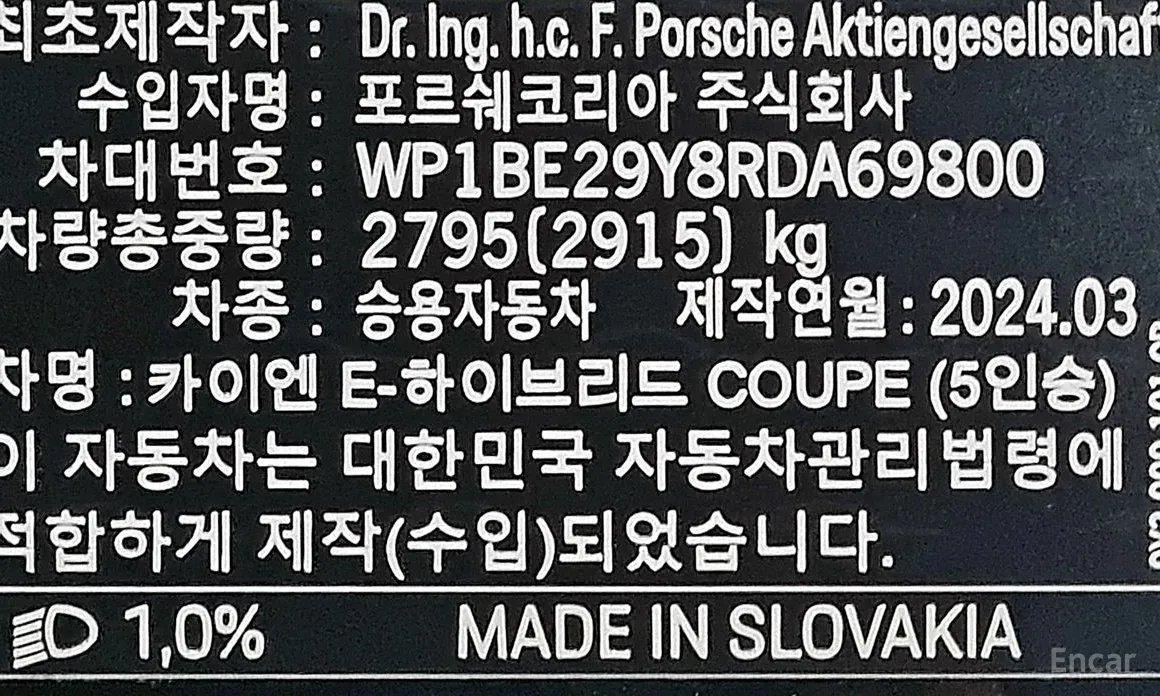 최초제작자 : Dr. Ing. h.c. F. Porsche Aktiengesellschaf
수입자명 : 포르쉐코리아 주식회사
차대번호 : WP1BE29Y8RDA69800
차량총중량 : 2795(2915) kg
차종 : 승용자동차 제작연월 : 2024.03
차명 : 카이엔 E-하이브리드 COUPE (5인승)
이 자동차는 대한민국 자동차관리법령에
적합하게 제작(수입)되었습니다.
1,0% MADE IN SLOVAKIA
Encar